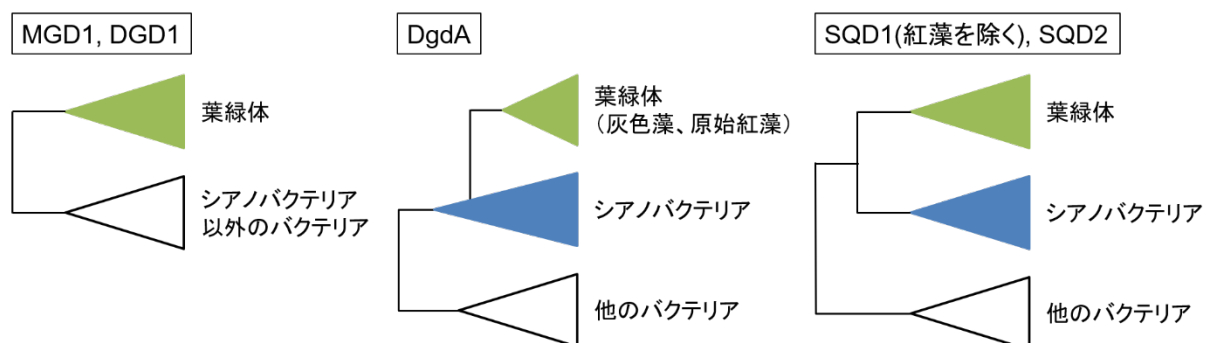 MGD1, DGD1
葉緑体
シアノバクテリア
以外のバクテリア
DgdA
葉緑体
（灰色藻、原始紅藻）
シアノバクテリア
他のバクテリア
SQD1(紅藻を除く), SQD2
葉緑体
シアノバクテリア
他のバクテリア